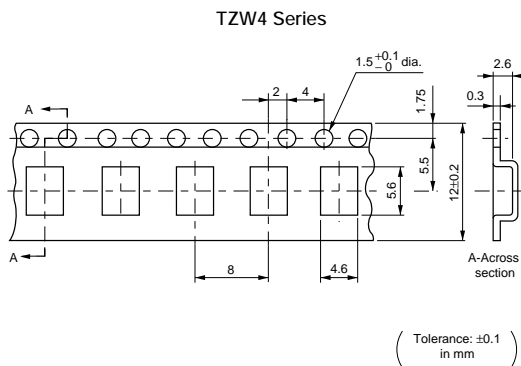 TZW4 Series
1.5 +0.1 −0 dia.
2.6
A
2
4
0.3
1.75
5.5
12±0.2
5.6
A
8
4.6
A-Across
section
Tolerance: ±0.1
in mm